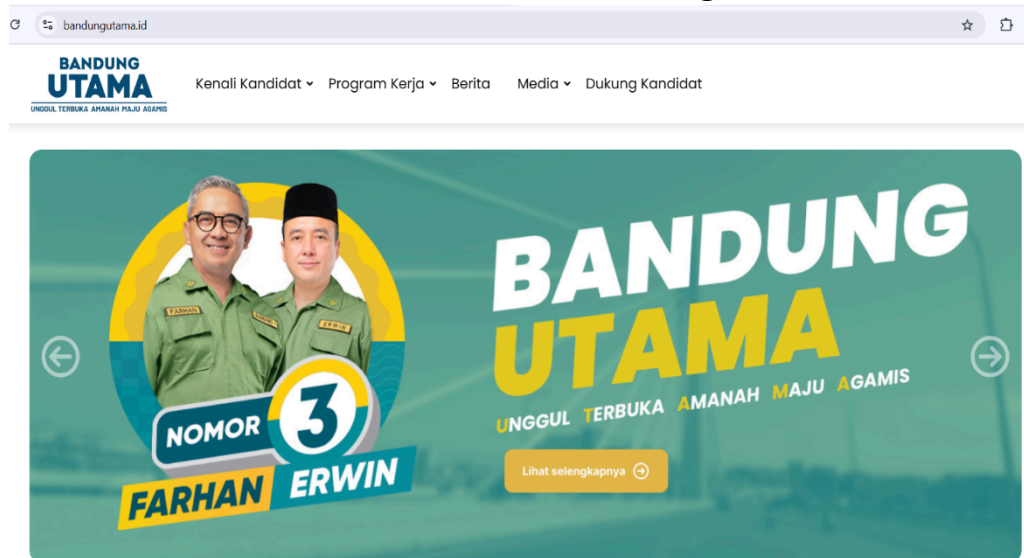 bandungutama.id
BANDUNG
UTAMA
UNGGUL TERBUKA AMANAH MAJU AGAMIS
Kenali Kandidat Program Kerja Berita Media Dukung Kandidat
FARHAN
ERWIN
NOMOR 3
FARHAN ERWIN
BANDUNG
UTAMA
UNGGUL TERBUKA AMANAH MAJU AGAMIS
Lihat selengkapnya